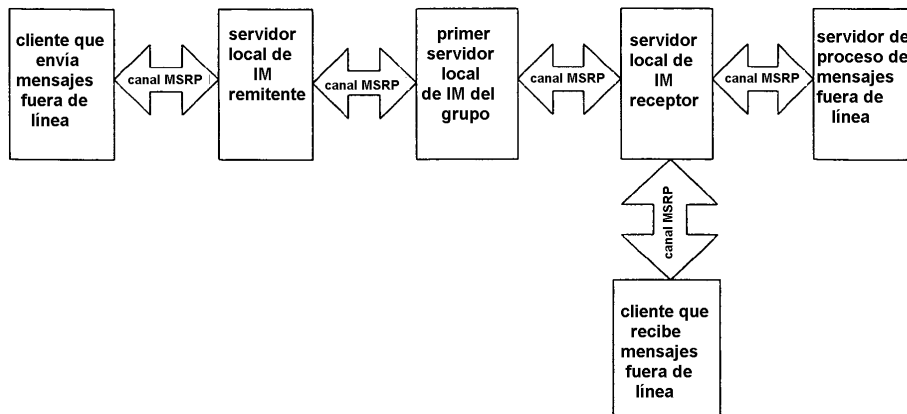 cliente que
envía
mensajes
fuera de
línea
canal MSRP
servidor
local de
IM
remitente
canal MSRP
primer
servidor
local
de IM del
grupo
canal MSRP
servidor
local de
IM
receptor
canal MSRP
servidor de
proceso de
mensajes
fuera de
línea
canal MSRP
cliente que
recibe
mensajes
fuera de
línea